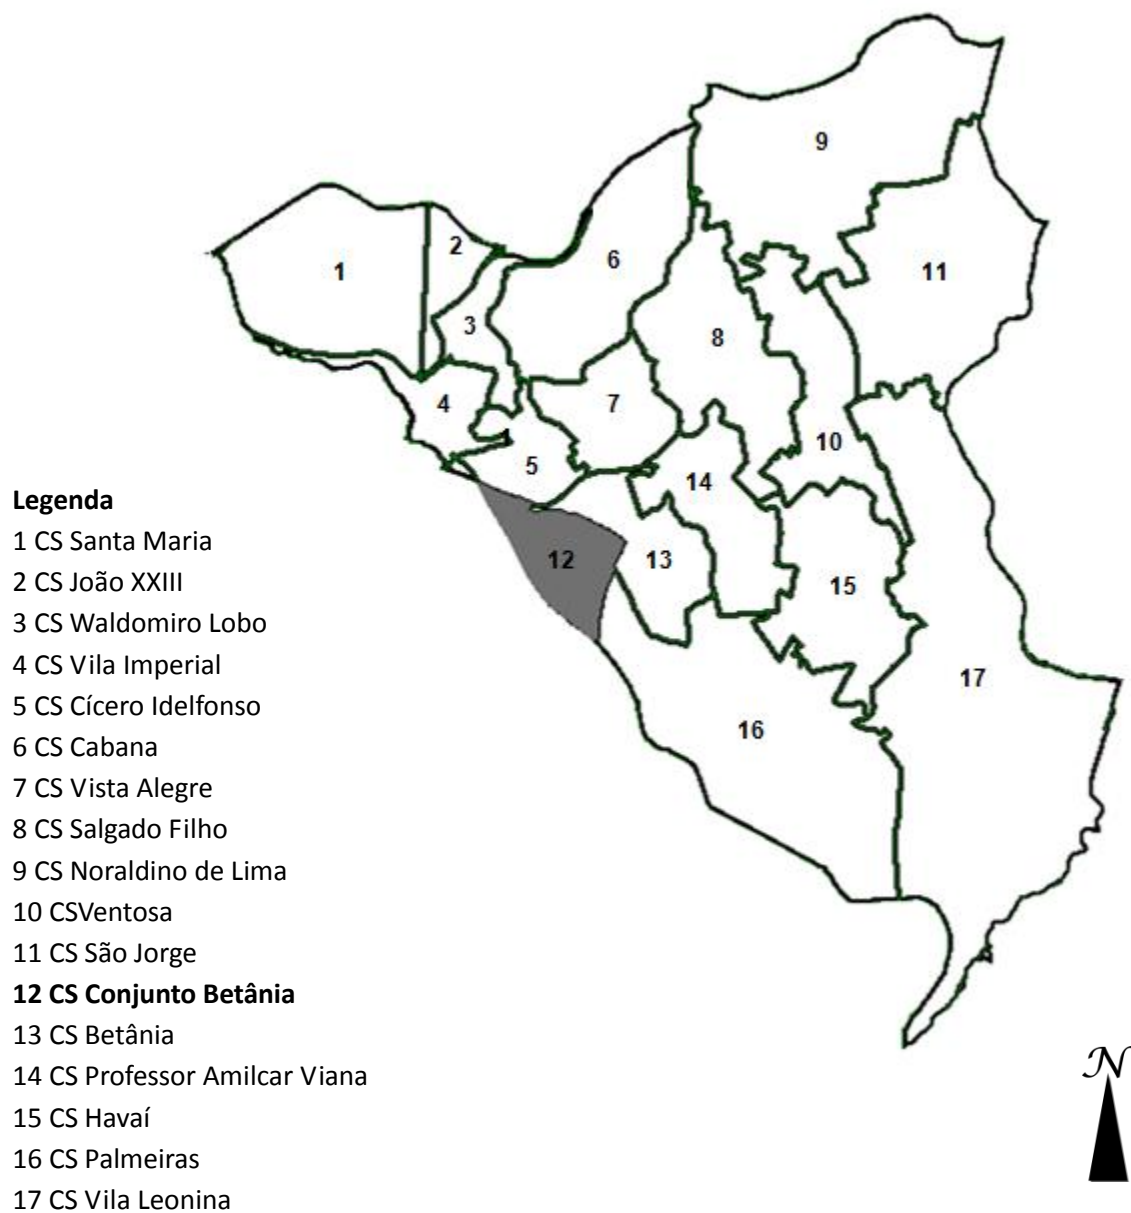 9
2
6
1
11
3
8
7
4
10
5
14
12
13
15
17
16
Legenda
1 CS Santa Maria
2 CS João XXIII
3 CS Waldomiro Lobo
4 CS Vila Imperial
5 CS Cícero Idelfonso
6 CS Cabana
7 CS Vista Alegre
8 CS Salgado Filho
9 CS Noraldino de Lima
10 CSVentosa
11 CS São Jorge
12 CS Conjunto Betânia
13 CS Betânia
14 CS Professor Amilcar Viana
15 CS Havaí
16 CS Palmeiras
17 CS Vila Leonina
N